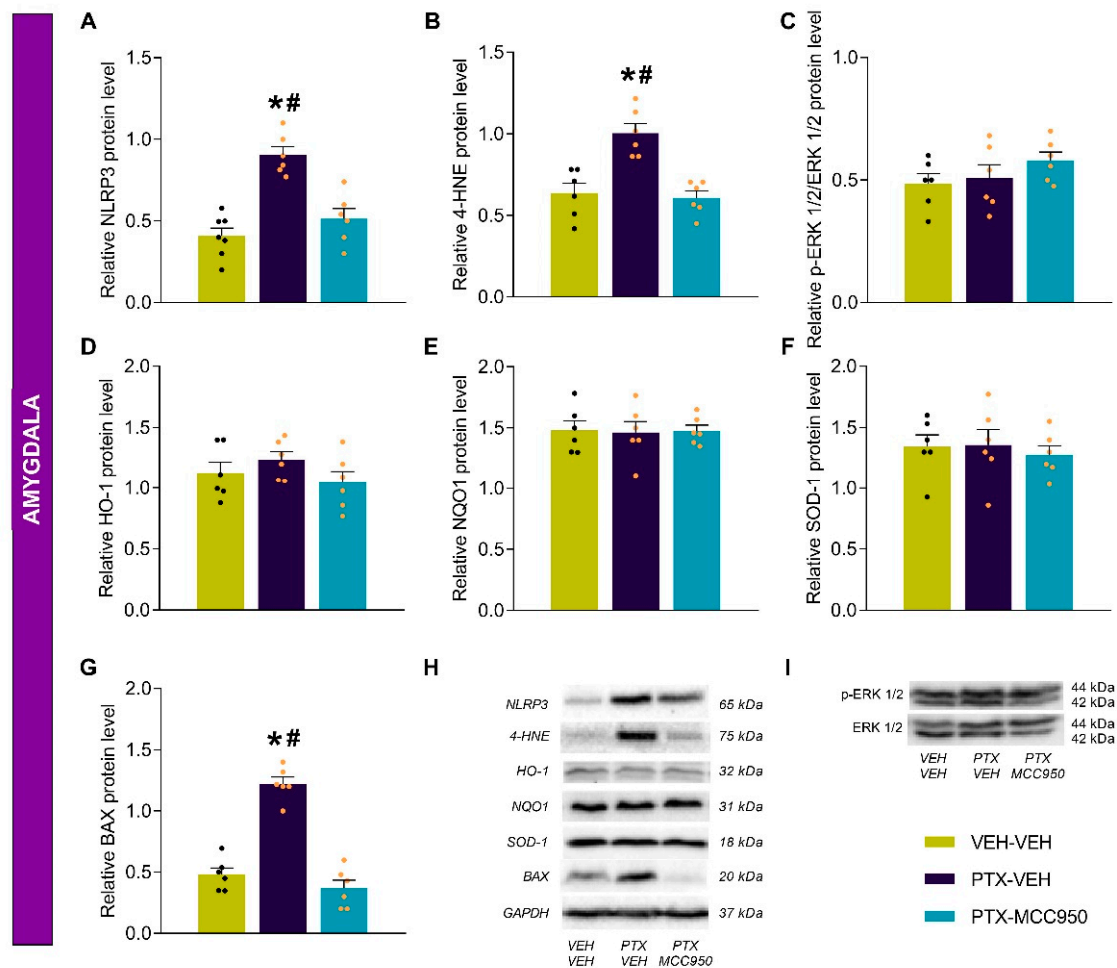 AMYGDALA
A
Relative NLRP3 protein level
1.5
1.0
0.5
0.0
*#
B
Relative 4-HNE protein level
1.5
1.0
0.5
0.0
*#
C
Relative p-ERK 1/2/ERK 1/2 protein level
1.0
0.5
0.0
D
Relative HO-1 protein level
2.0
1.5
1.0
0.5
0.0
E
Relative NQO1 protein level
2.0
1.5
1.0
0.5
0.0
F
Relative SOD-1 protein level
2.0
1.5
1.0
0.5
0.0
G
Relative BAX protein level
2.0
1.5
1.0
0.5
0.0
*#
H
NLRP3 65 kDa
4-HNE 75 kDa
HO-1 32 kDa
NQO1 31 kDa
SOD-1 18 kDa
BAX 20 kDa
GAPDH 37 kDa
VEH PTX PTX
VEH VEH MCC950
I
p-ERK 1/2 44 kDa
42 kDa
ERK 1/2 44 kDa
42 kDa
VEH PTX PTX
VEH VEH MCC950
VEH-VEH
PTX-VEH
PTX-MCC950